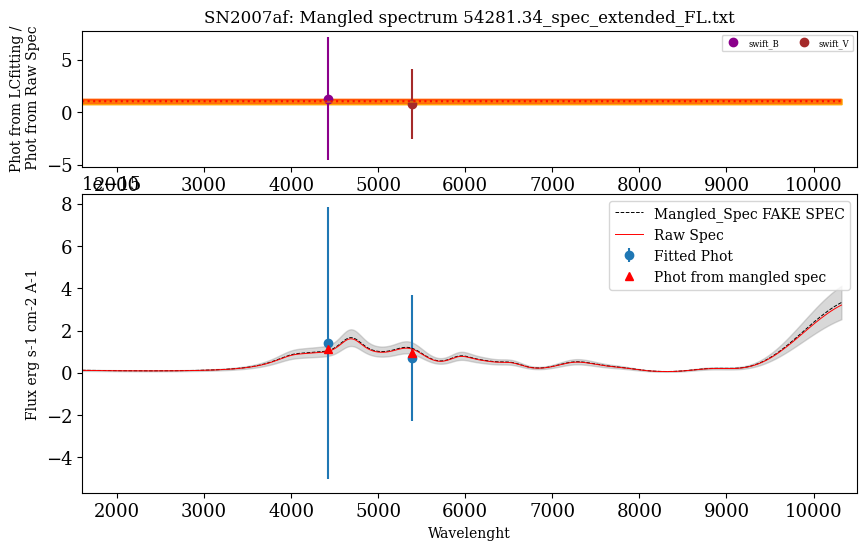 SN2007af: Mangled spectrum 54281.34_spec_extended_FL.txt
Phot from LCfitting /
Phot from Raw Spec
5
0
−5
swift_B swift_V
2000 3000 4000 5000 6000 7000 8000 9000 10000
1e−15
8
6
4
2
0
−2
−4
Flux erg s-1 cm-2 A-1
Mangled_Spec FAKE SPEC
Raw Spec
Fitted Phot
Phot from mangled spec
2000 3000 4000 5000 6000 7000 8000 9000 10000
Wavelenght